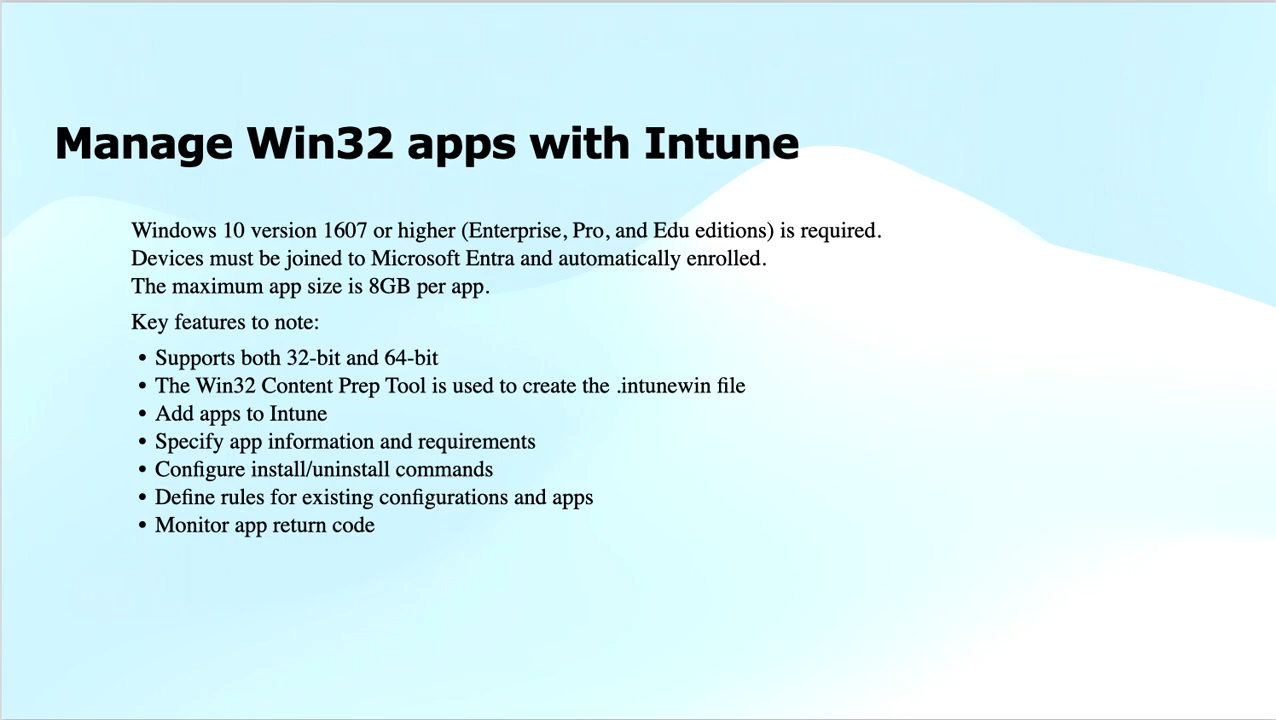 Manage Win32 apps with Intune
Windows 10 version 1607 or higher (Enterprise, Pro, and Edu editions) is required.
Devices must be joined to Microsoft Entra and automatically enrolled.
The maximum app size is 8GB per app.
Key features to note:
• Supports both 32-bit and 64-bit
• The Win32 Content Prep Tool is used to create the .intunewin file
• Add apps to Intune
• Specify app information and requirements
• Configure install/uninstall commands
• Define rules for existing configurations and apps
• Monitor app return code